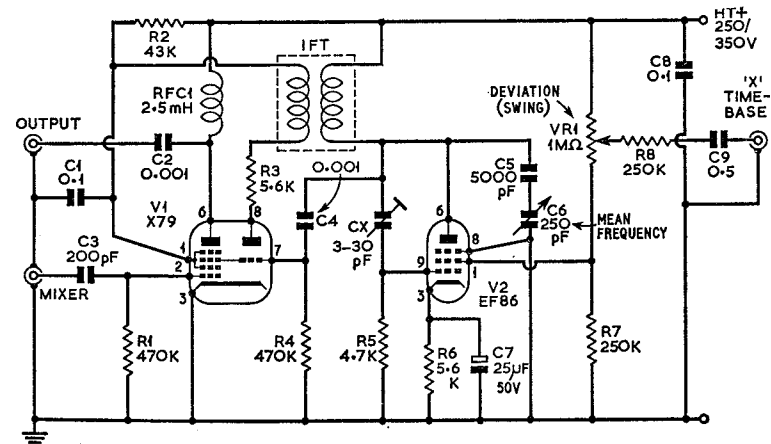 R2
43K
IFT
HT+
250/
350V
RFC1
2·5mH
C8
0·1
DEVIATION
(SWING)
'X'
TIME-
BASE
OUTPUT
VR1
1MΩ
C2
0·001
R3
5·6K
0·001
C5
5000
pF
R8
250K
C9
0·5
C1
0·1
V1
X79
6
8
C4
CX
3-30
pF
6
C6
250
pF
MEAN
FREQUENCY
C3
200pF
1
2
3
7
8
9
1
3
V2
EF86
MIXER
R1
470K
R4
470K
R5
4·7K
R6
5·6
K
C7
25µF
50V
R7
250K